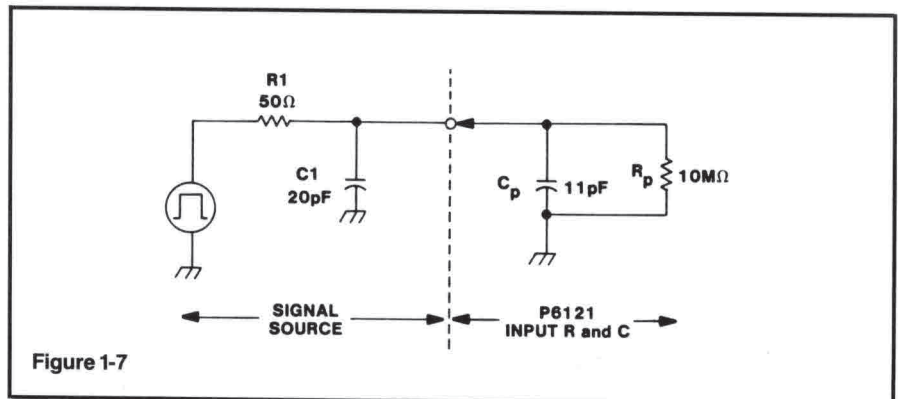 R1
50Ω
C1
20pF
Cp
11pF
Rp
10MΩ
SIGNAL
SOURCE
P6121
INPUT R and C
Figure 1-7